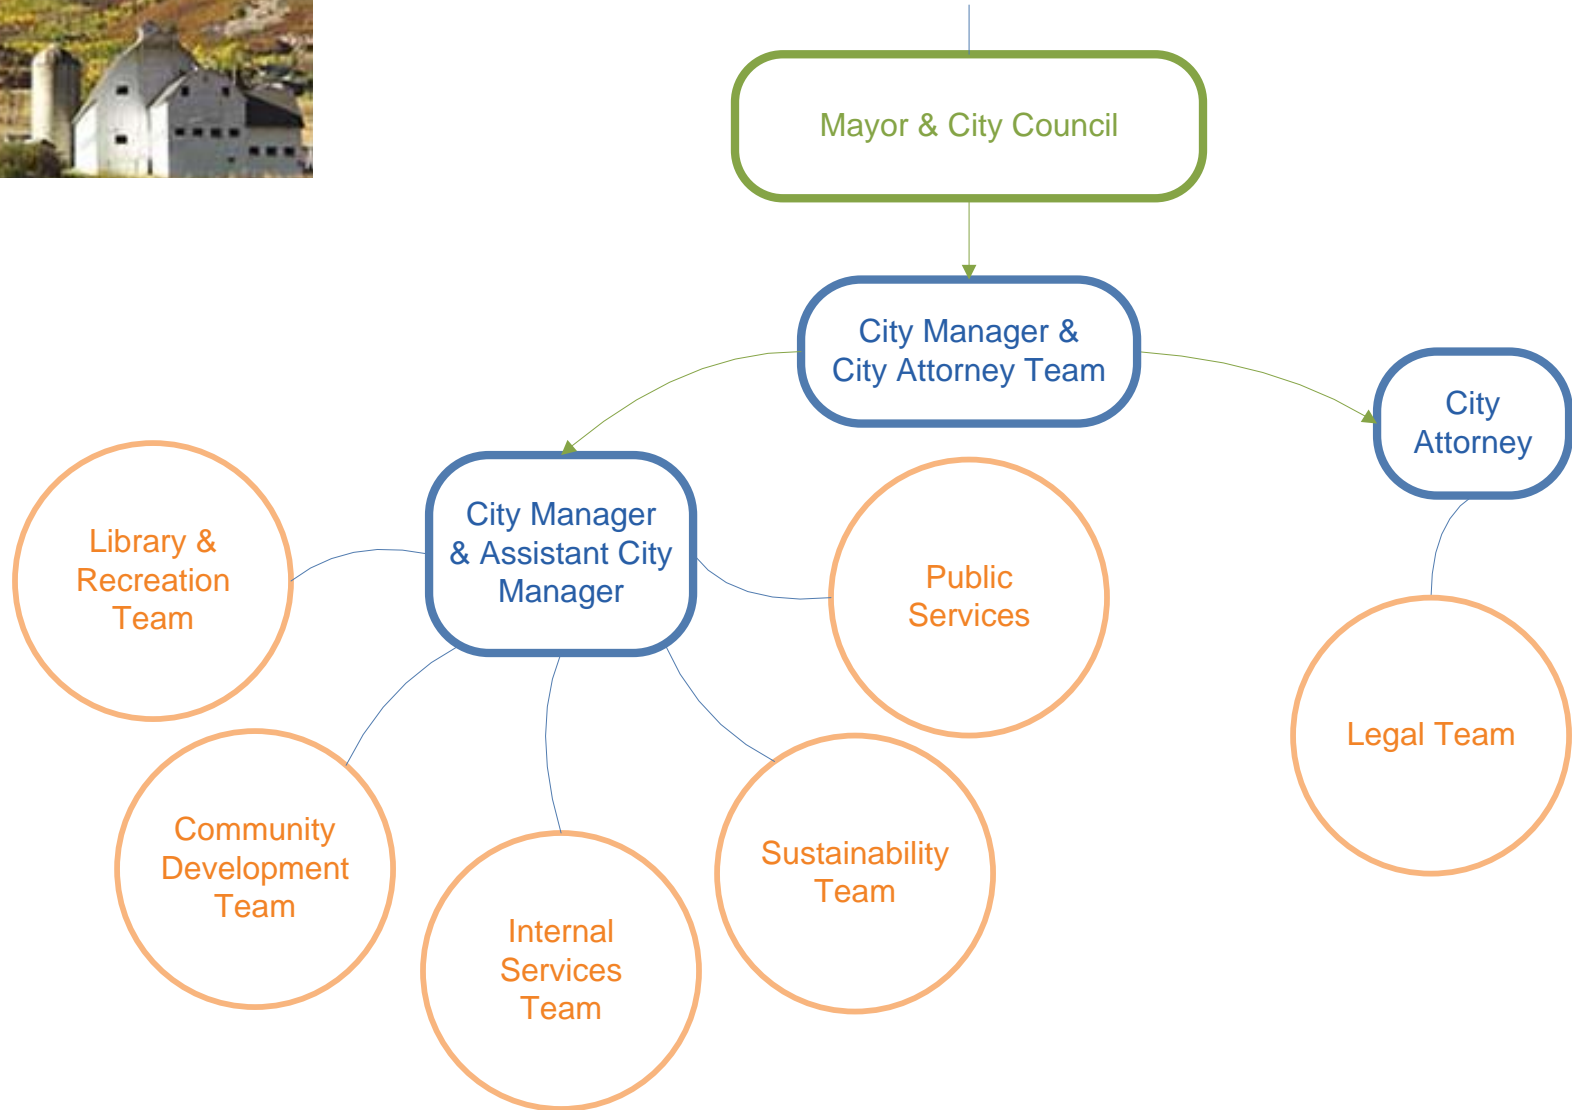 Mayor & City Council
City Manager &
City Attorney Team
City
Attorney
City Manager
& Assistant City
Manager
Library &
Recreation
Team
Public
Services
Legal Team
Community
Development
Team
Sustainability
Team
Internal
Services
Team